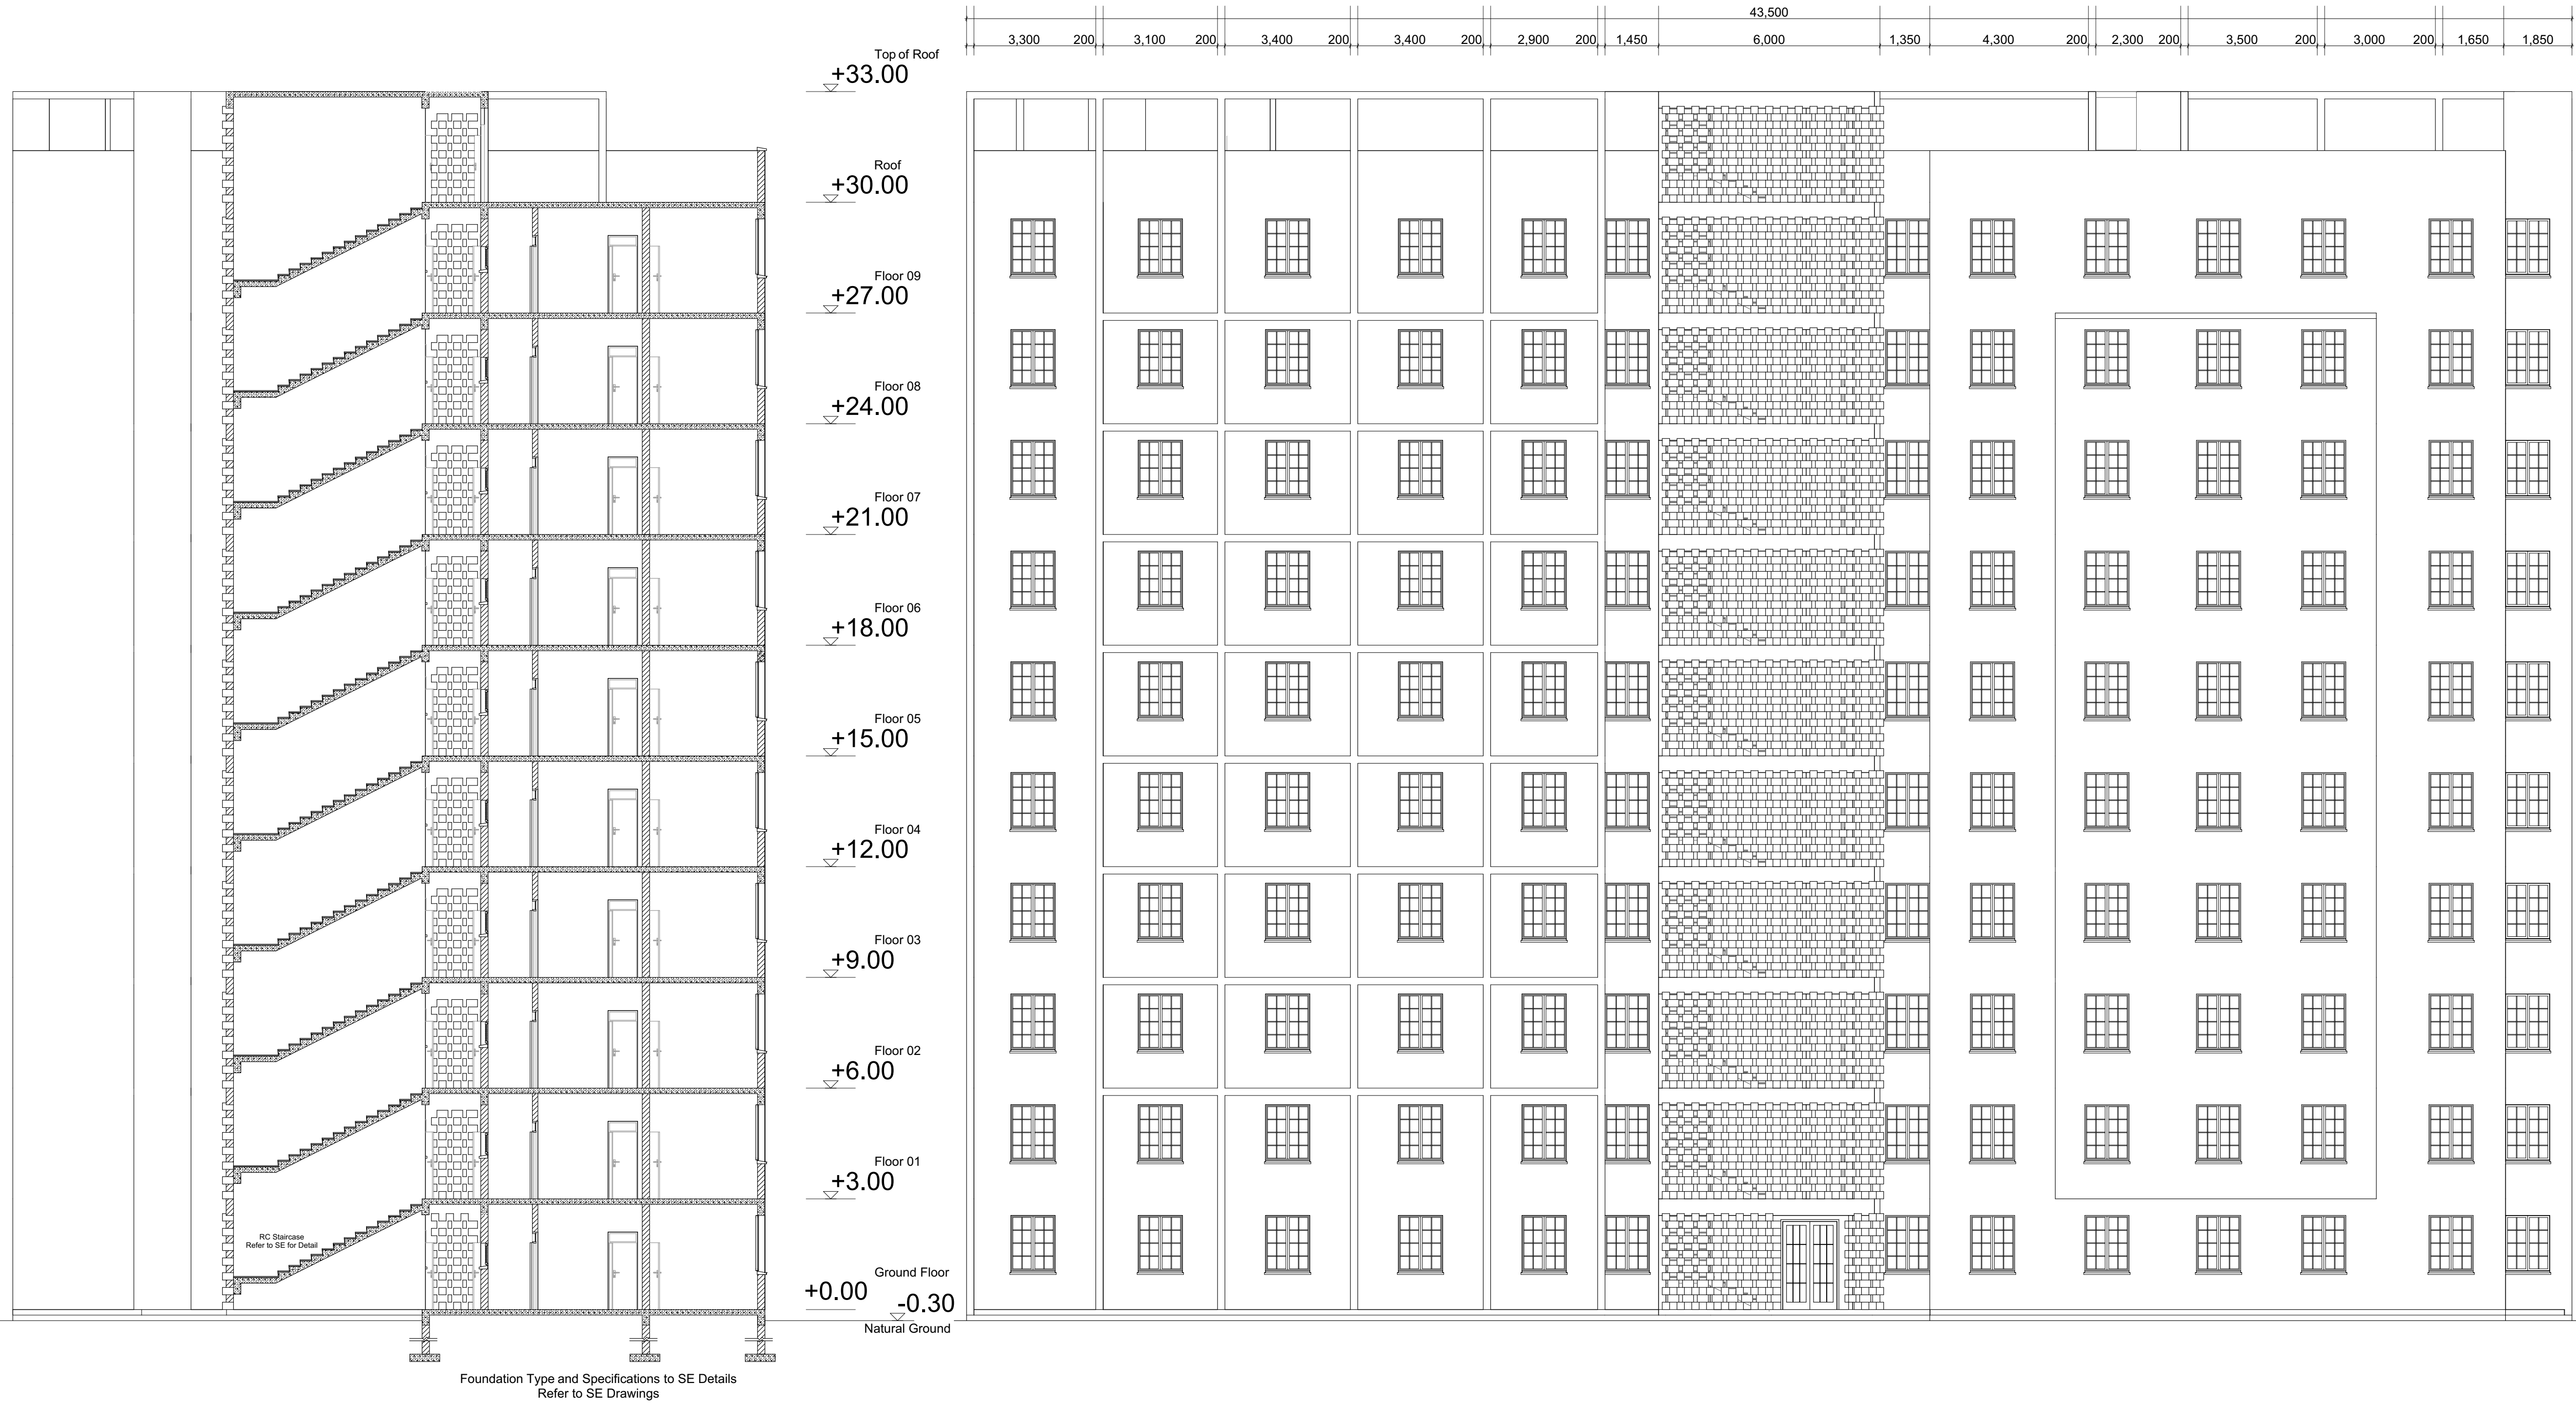 43,500
3,300 200 3,100 200 3,400 200 3,400 200 2,900 200 1,450 6,000 1,350 4,300 200 2,300 200 3,500 200 3,000 200 1,650 1,850
Top of Roof
+33.00
Roof
+30.00
Floor 09
+27.00
Floor 08
+24.00
Floor 07
+21.00
Floor 06
+18.00
Floor 05
+15.00
Floor 04
+12.00
Floor 03
+9.00
Floor 02
+6.00
Floor 01
+3.00
RC Staircase
Refer to SE for Detail
Ground Floor
+0.00
-0.30
Natural Ground
Foundation Type and Specifications to SE Details
Refer to SE Drawings